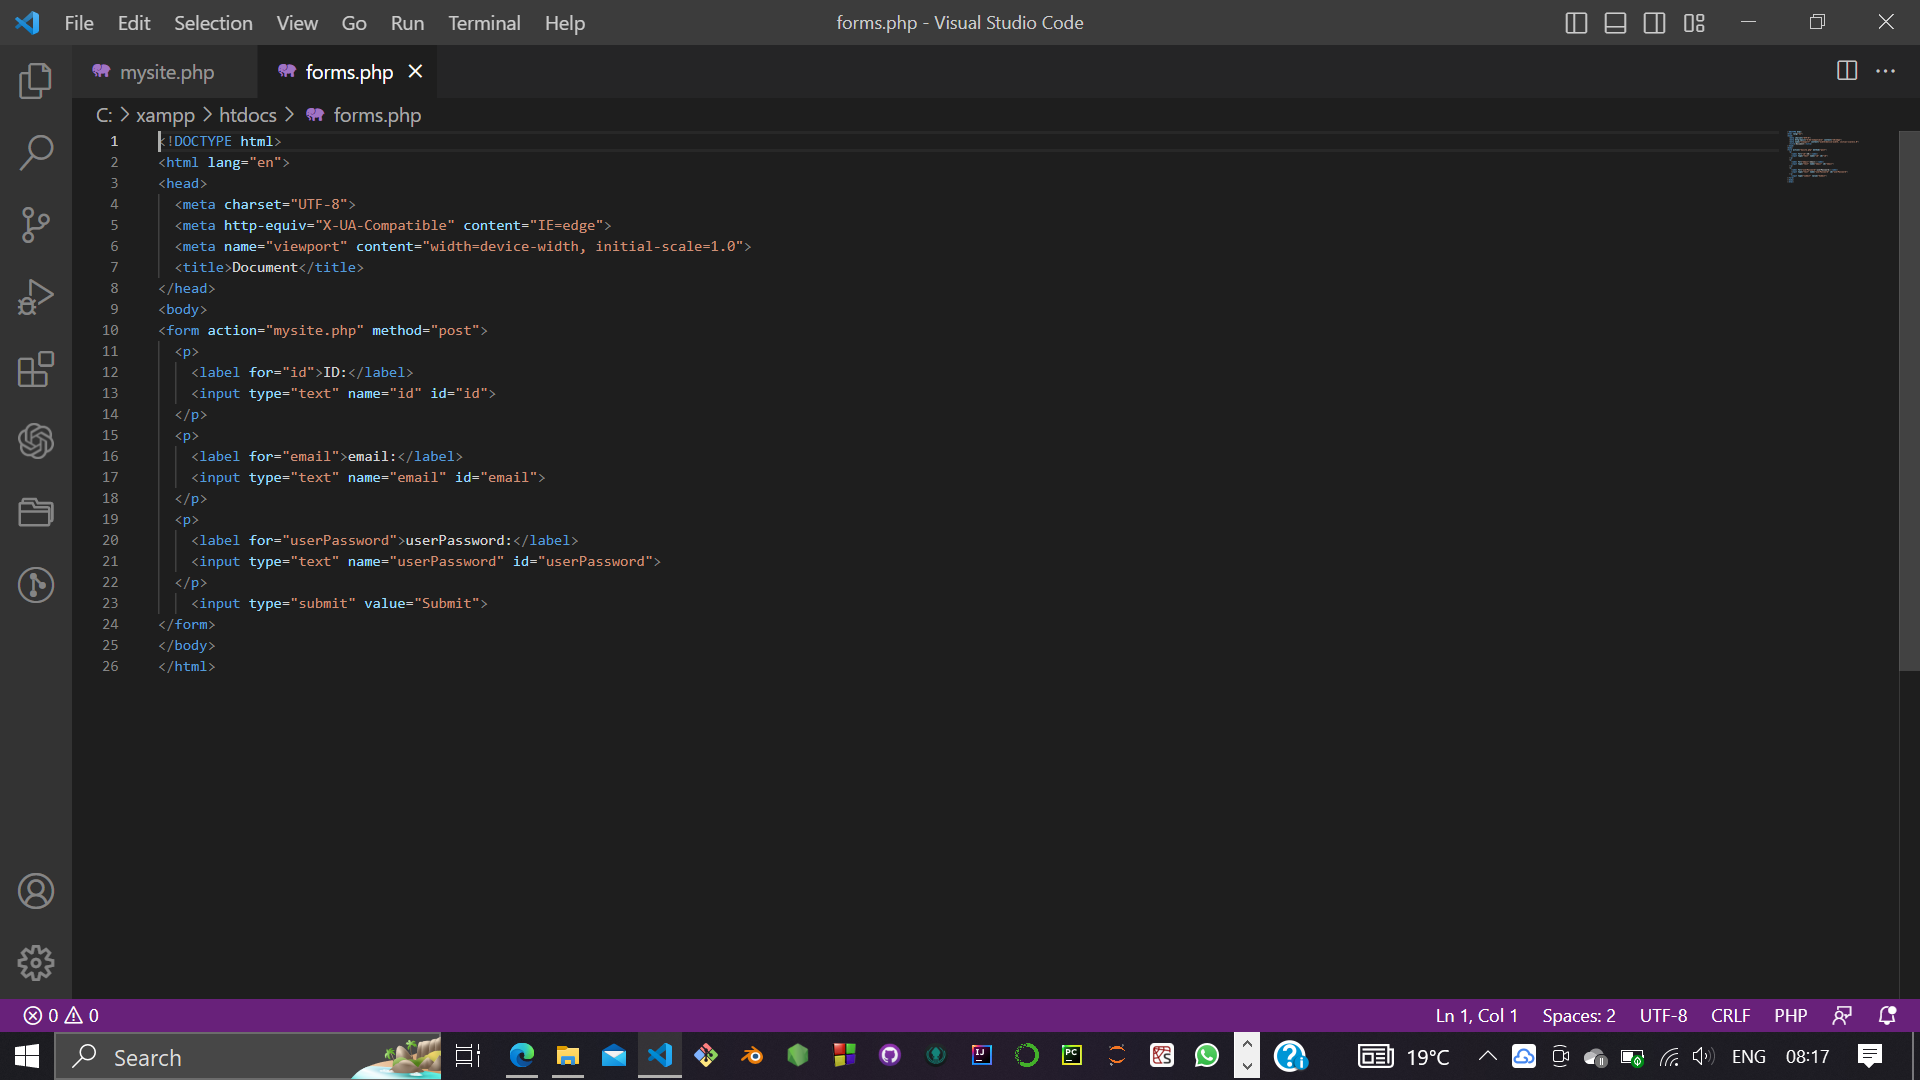 File Edit Selection View Go Run Terminal Help forms.php - Visual Studio Code
mysite.php forms.php
C: > xampp > htdocs > forms.php
1 <!DOCTYPE html>
2 <html lang="en">
3 <head>
4 <meta charset="UTF-8">
5 <meta http-equiv="X-UA-Compatible" content="IE=edge">
6 <meta name="viewport" content="width=device-width, initial-scale=1.0">
7 <title>Document</title>
8 </head>
9 <body>
10 <form action="mysite.php" method="post">
11 <p>
12 <label for="id">ID:</label>
13 <input type="text" name="id" id="id">
14 </p>
15 <p>
16 <label for="email">email:</label>
17 <input type="text" name="email" id="email">
18 </p>
19 <p>
20 <label for="userPassword">userPassword:</label>
21 <input type="text" name="userPassword" id="userPassword">
22 </p>
23 <input type="submit" value="Submit">
24 </form>
25 </body>
26 </html>
0 0 Ln 1, Col 1 Spaces: 2 UTF-8 CRLF PHP
Search IJ PC 19°C ENG 08:17